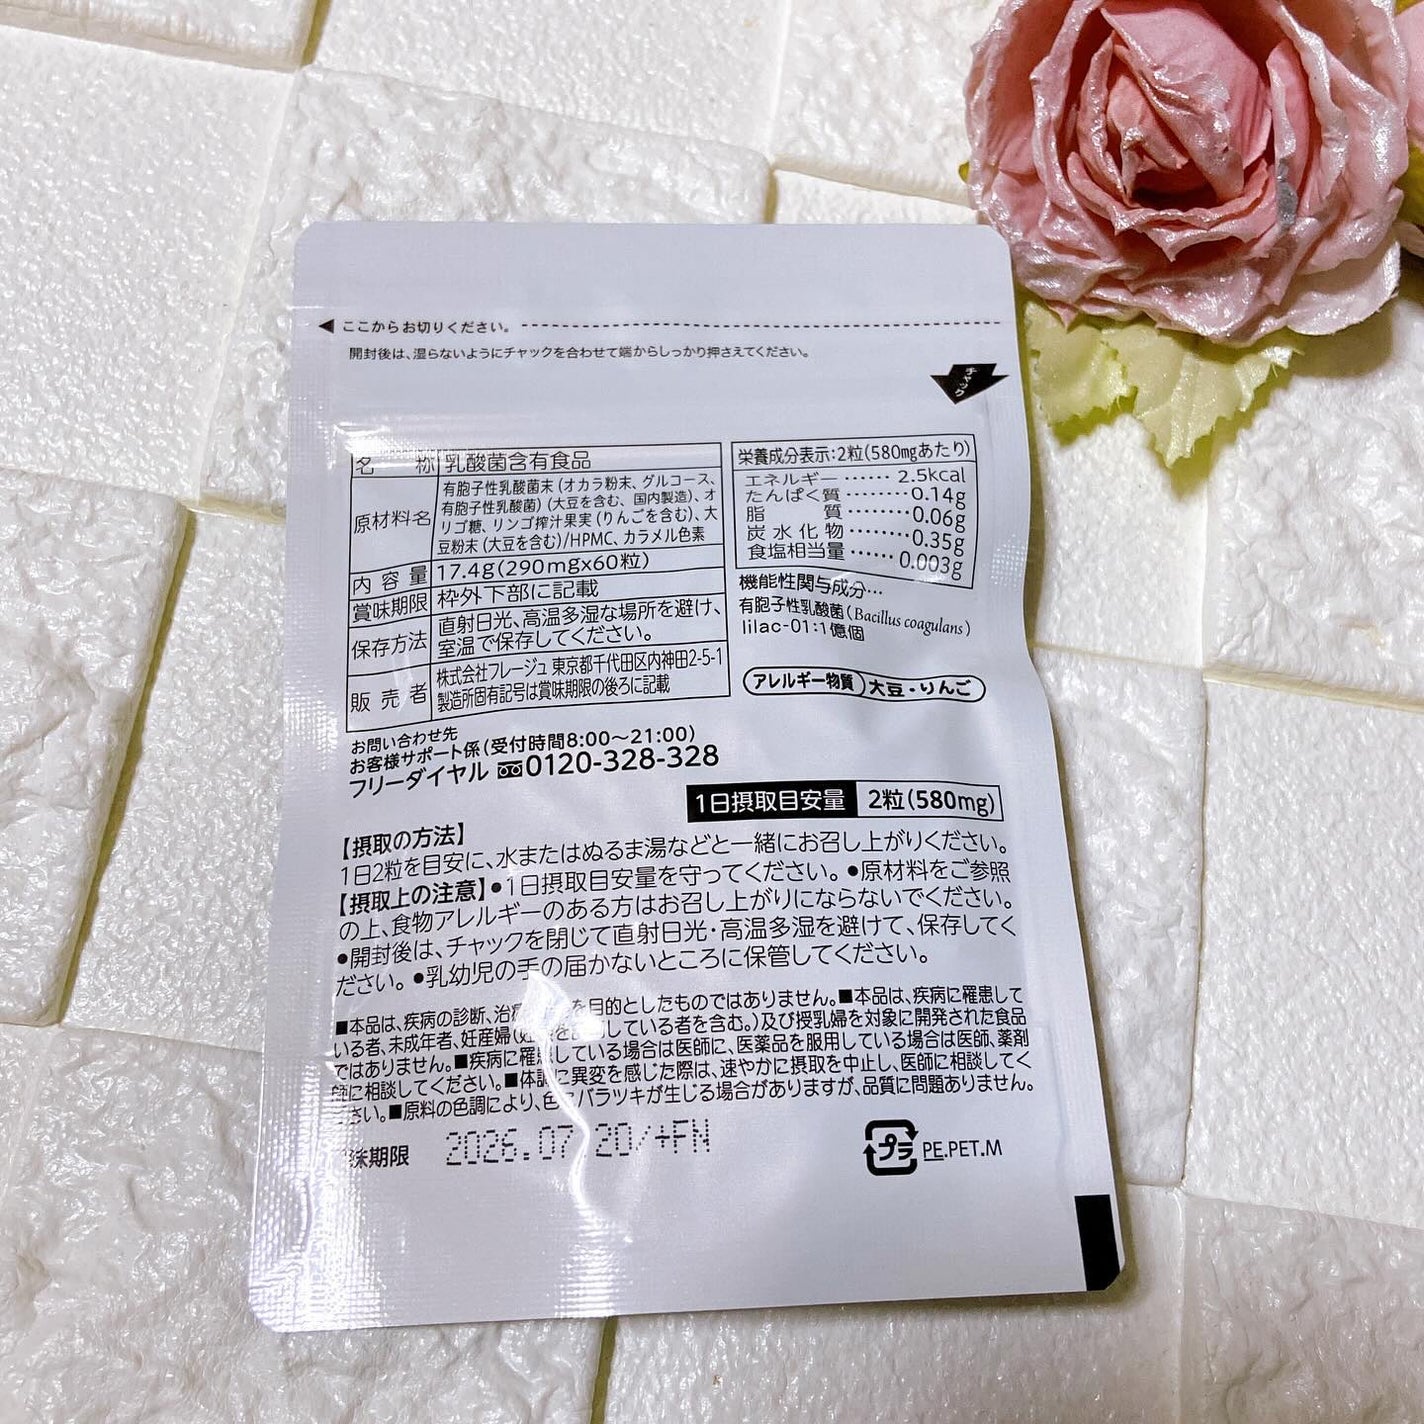 ◀ ここからお切りください。
開封後は、湿らないようにチャックを合わせて端からしっかり押さえてください。
チャック
名称 乳酸菌含有食品
原材料名 有胞子性乳酸菌末(オカラ粉末、グルコース、
有胞子性乳酸菌)(大豆を含む、国内製造)、オ
リゴ糖、リンゴ搾汁果実(りんごを含む)、大
豆粉末(大豆を含む)/HPMC、カラメル色素
内容量 17.4g(290mg×60粒)
賞味期限 枠外下部に記載
保存方法 直射日光、高温多湿な場所を避け、
室温で保存してください。
販売者 株式会社フレージュ 東京都千代田区内神田2-5-1
製造所固有記号は賞味期限の後ろに記載
栄養成分表示:2粒(580mgあたり)
エネルギー……2.5kcal
たんぱく質………0.14g
脂質………0.06g
炭水化物………0.35g
食塩相当量……0.003g
機能性関与成分…
有胞子性乳酸菌(Bacillus coagulans)
lilac-01:1億個
アレルギー物質 大豆・りんご
お問い合わせ先
お客様サポート係(受付時間8:00〜21:00)
フリーダイヤル 0120-328-328
1日摂取目安量 2粒(580mg)
【摂取の方法】
1日2粒を目安に、水またはぬるま湯などと一緒にお召し上がりください。
【摂取上の注意】●1日摂取目安量を守ってください。●原材料をご参照
の上、食物アレルギーのある方はお召し上がりにならないでください。
●開封後は、チャックを閉じて直射日光・高温多湿を避けて、保存してく
ださい。●乳幼児の手の届かないところに保管してください。
■本品は、疾病の診断、治 を目的としたものではありません。■本品は、疾病に罹患して
いる者、未成年者、妊産婦( している者を含む。)及び授乳婦を対象に開発された食品
ではありません。■疾病に罹患している場合は医師に、医薬品を服用している場合は医師、薬剤
師に相談してください。■体調に異変を感じた際は、速やかに摂取を中止し、医師に相談してく
ださい。■原料の色調により、色にバラツキが生じる場合がありますが、品質に問題ありません。
味期限 2026.07 20/+FN
プラ PE.PET.M